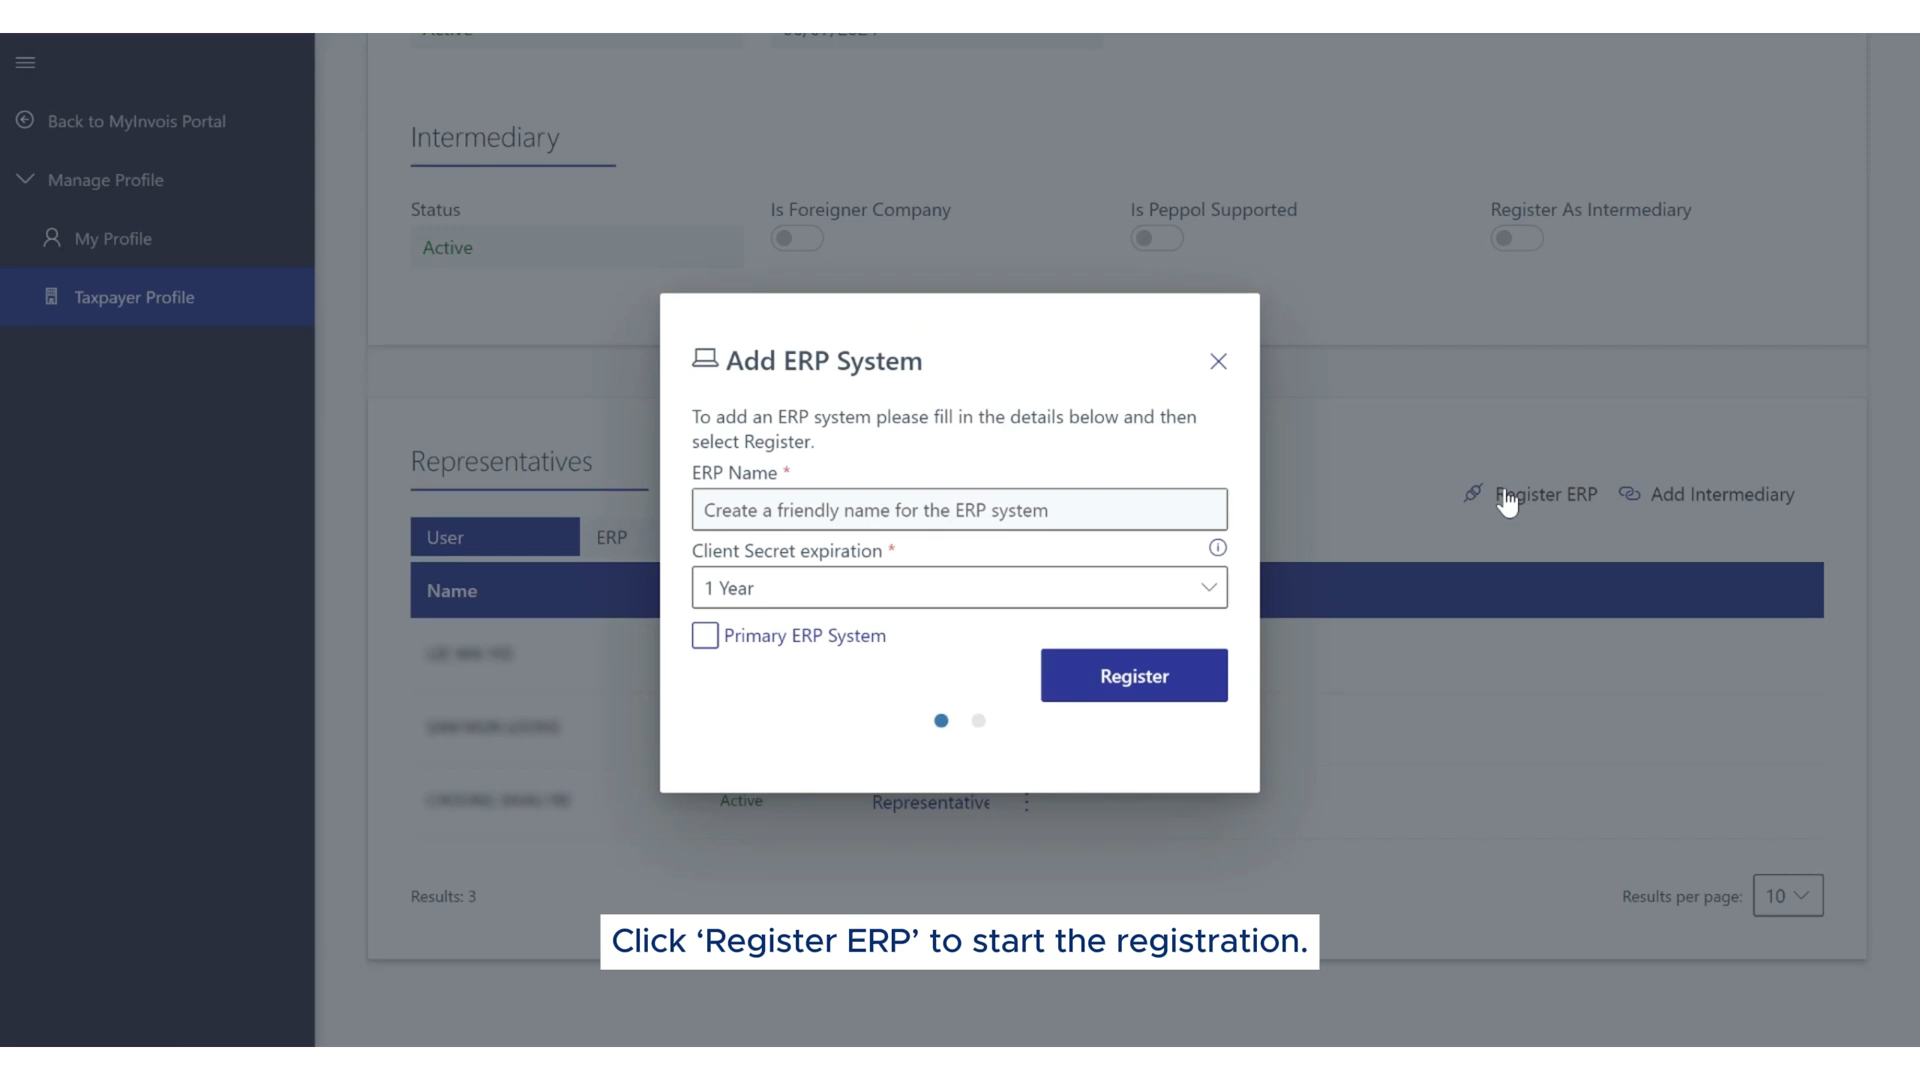 Back to MyInvois Portal
Manage Profile
My Profile
Taxpayer Profile
Intermediary
Status
Is Foreigner Company
Is Peppol Supported
Register As Intermediary
Active
Add ERP System
To add an ERP system please fill in the details below and then
select Register.
ERP Name *
Create a friendly name for the ERP system
Client Secret expiration *
1 Year
Primary ERP System
Register
Representatives
Register ERP
Add Intermediary
User
ERP
Name
Active
Representative
Results: 3
Results per page:
10
Click ‘Register ERP’ to start the registration.